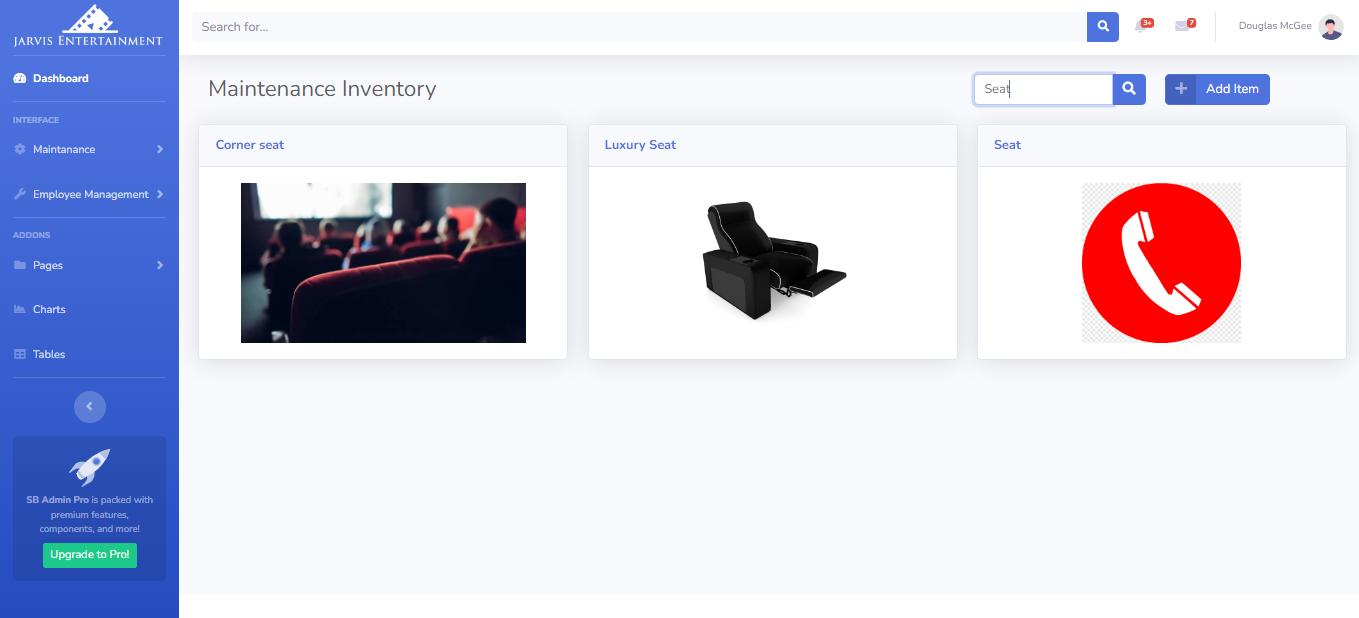 JARVIS ENTERTAINMENT
Dashboard
INTERFACE
Maintanance
Employee Management
ADDONS
Pages
Charts
Tables
SB Admin Pro is packed with
premium features,
components, and more!
Upgrade to Pro!
Search for...
3+
7
Douglas McGee
Maintenance Inventory
Seat
Add Item
Corner seat
Luxury Seat
Seat